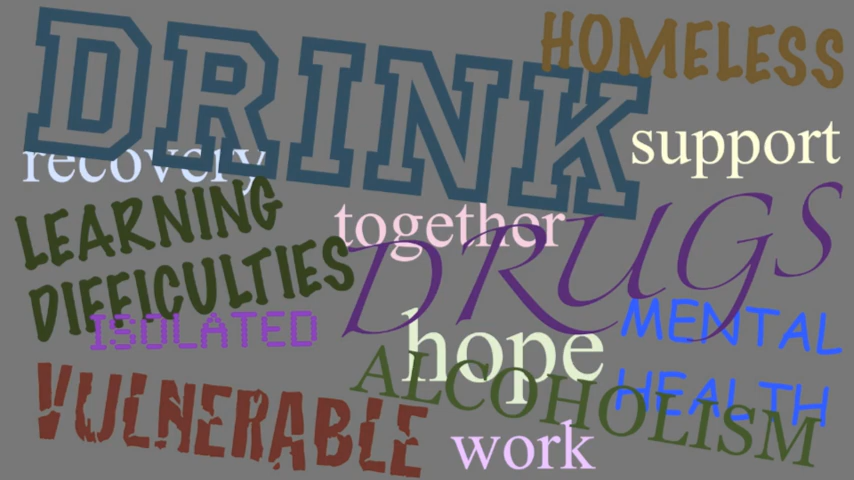 DRINK
HOMELESS
recovery
support
LEARNING
DIFFICULTIES
together
DRUGS
ISOLATED
hope
MENTAL
HEALTH
VULNERABLE
ALCOHOLISM
work